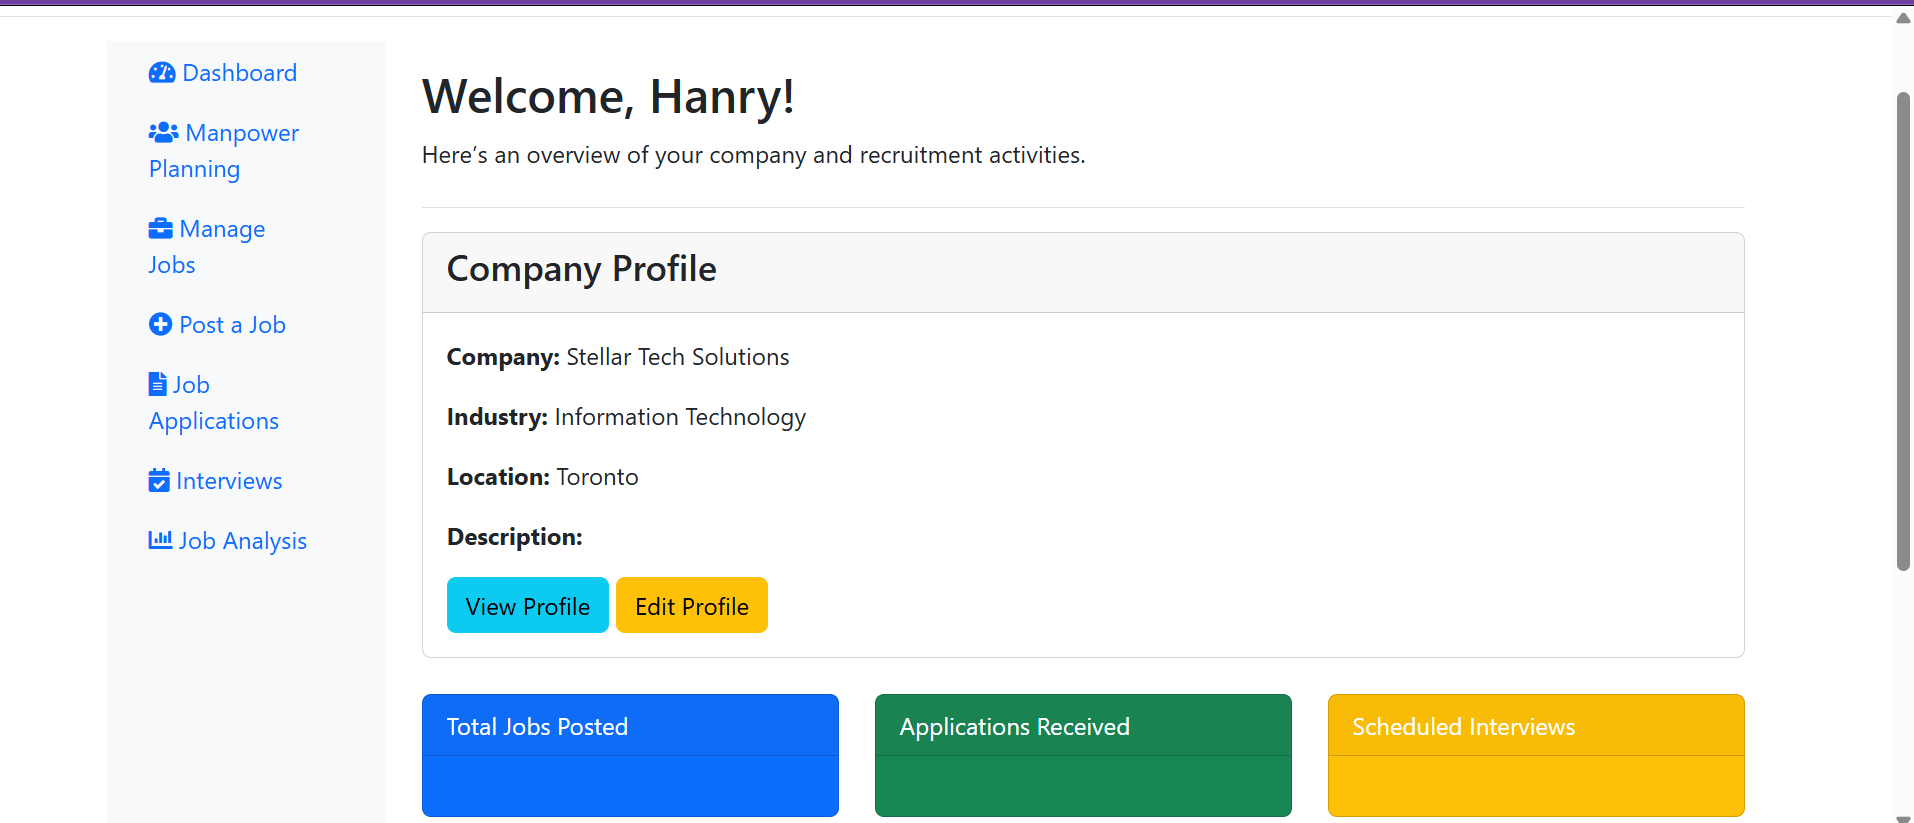 Dashboard
Manpower
Planning
Manage
Jobs
Post a Job
Job
Applications
Interviews
Job Analysis
Welcome, Hanry!
Here’s an overview of your company and recruitment activities.
Company Profile
Company: Stellar Tech Solutions
Industry: Information Technology
Location: Toronto
Description:
View Profile Edit Profile
Total Jobs Posted
Applications Received
Scheduled Interviews